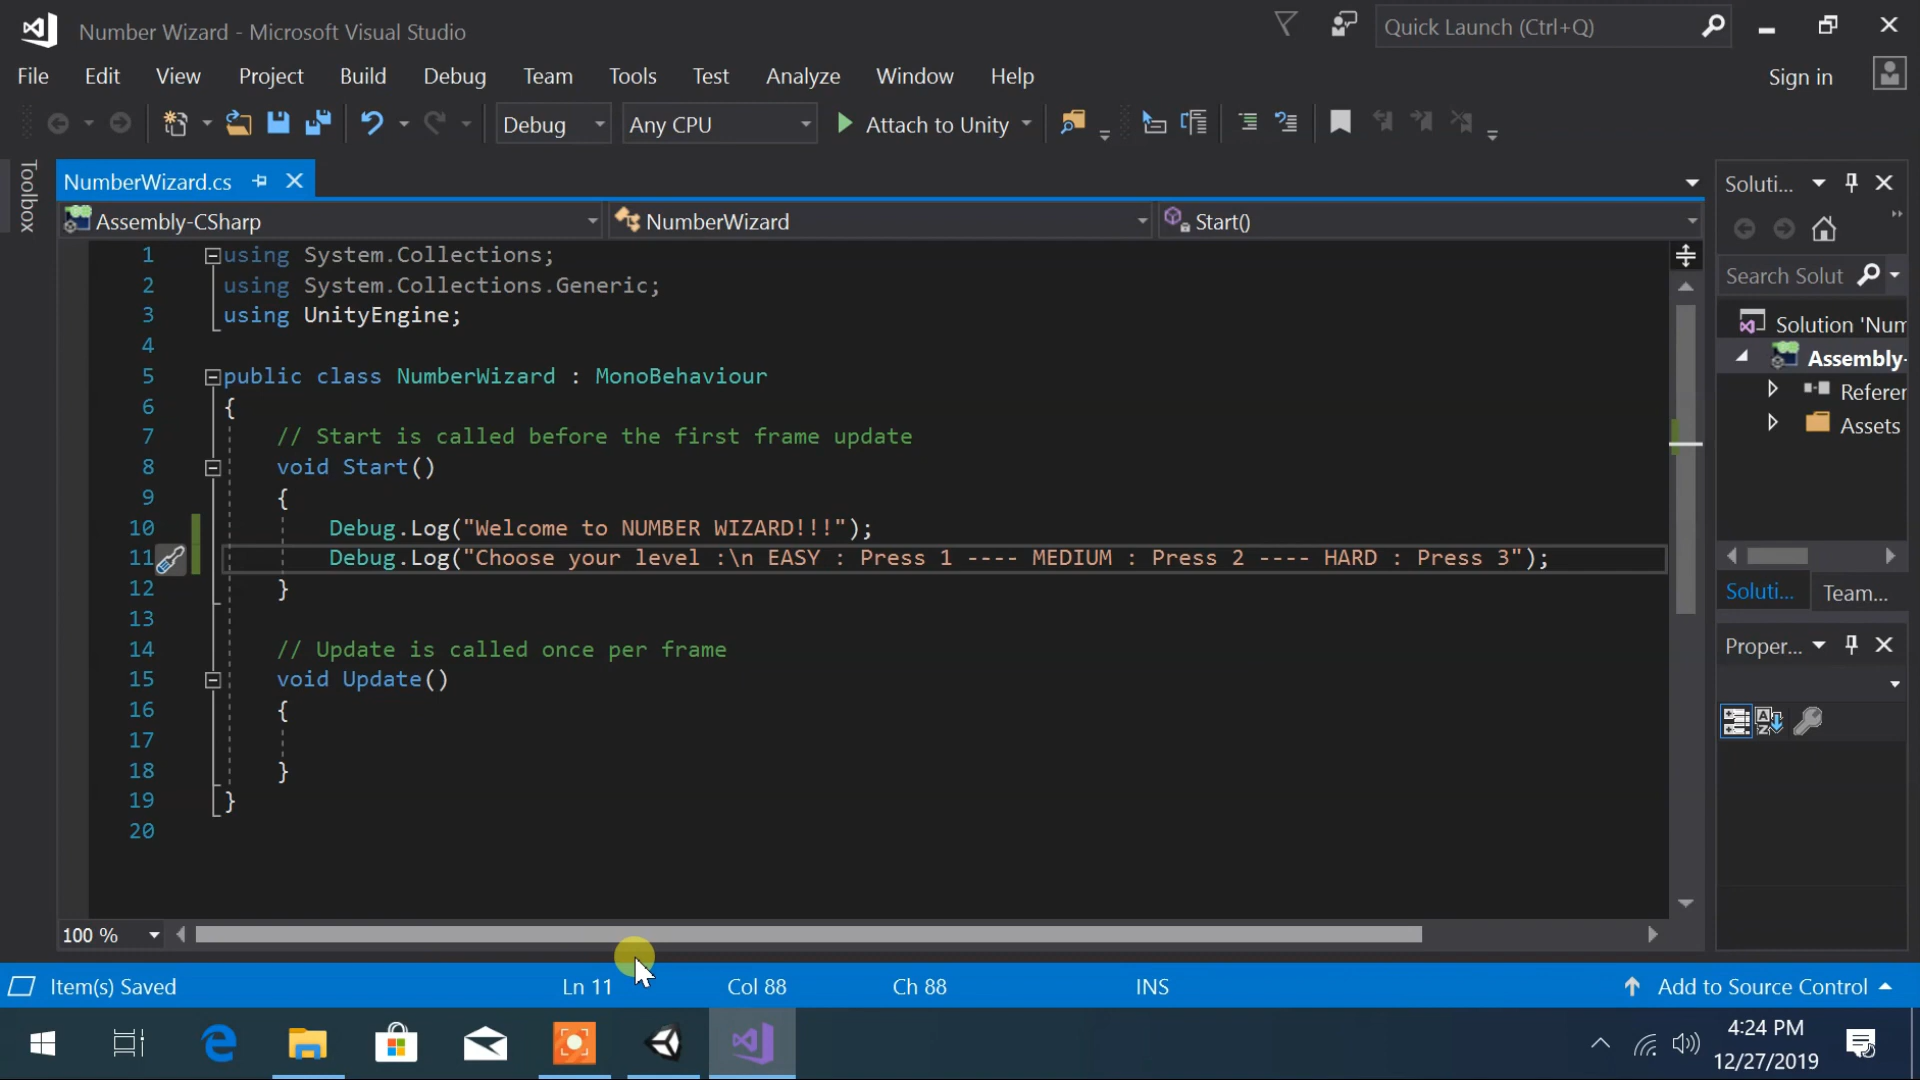 Number Wizard - Microsoft Visual Studio
Quick Launch (Ctrl+Q)
File Edit View Project Build Debug Team Tools Test Analyze Window Help
Sign in
Debug Any CPU Attach to Unity
Toolbox
NumberWizard.cs
Assembly-CSharp NumberWizard Start()
1 using System.Collections;
2 using System.Collections.Generic;
3 using UnityEngine;
4
5 public class NumberWizard : MonoBehaviour
6 {
7 // Start is called before the first frame update
8 void Start()
9 {
10 Debug.Log("Welcome to NUMBER WIZARD!!!");
11 Debug.Log("Choose your level :\n EASY : Press 1 ---- MEDIUM : Press 2 ---- HARD : Press 3");
12 }
13
14 // Update is called once per frame
15 void Update()
16 {
17
18 }
19 }
20
Soluti...
Search Solut
Solution 'Num
Assembly-
Referen
Assets
Soluti... Team...
Proper...
100 %
Item(s) Saved Ln 11 Col 88 Ch 88 INS Add to Source Control
4:24 PM
12/27/2019